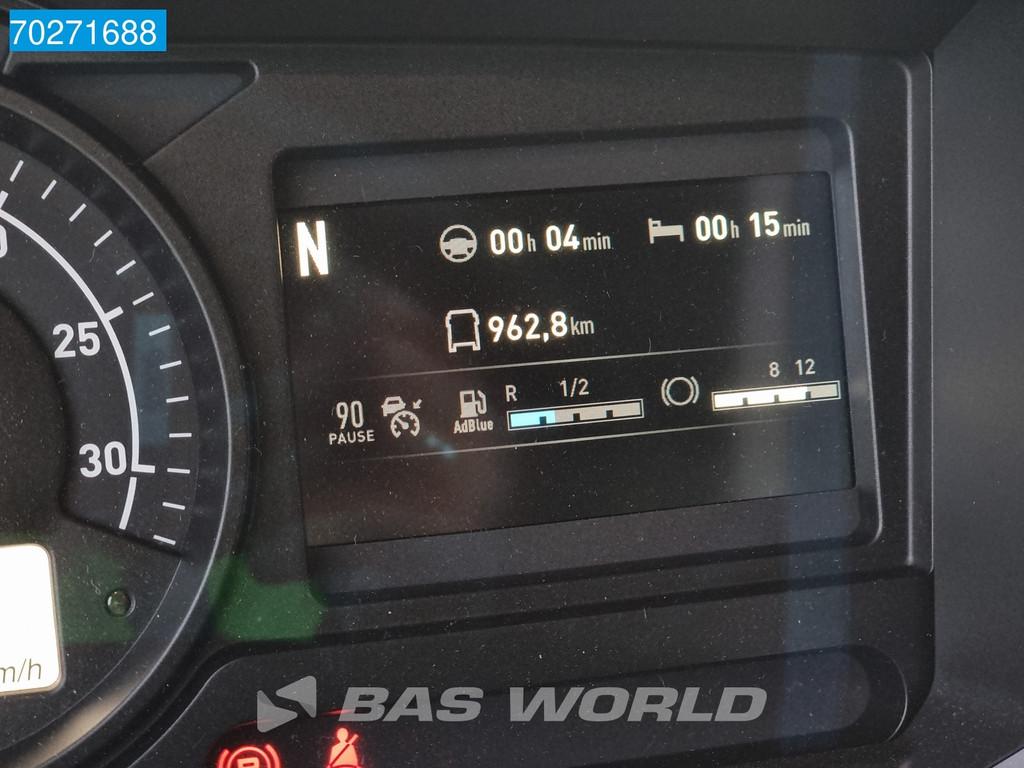 70271688
N
00h 04min
00h 15min
962,8km
25
90
PAUSE
AdBlue
R 1/2
8 12
30
m/h
BAS WORLD